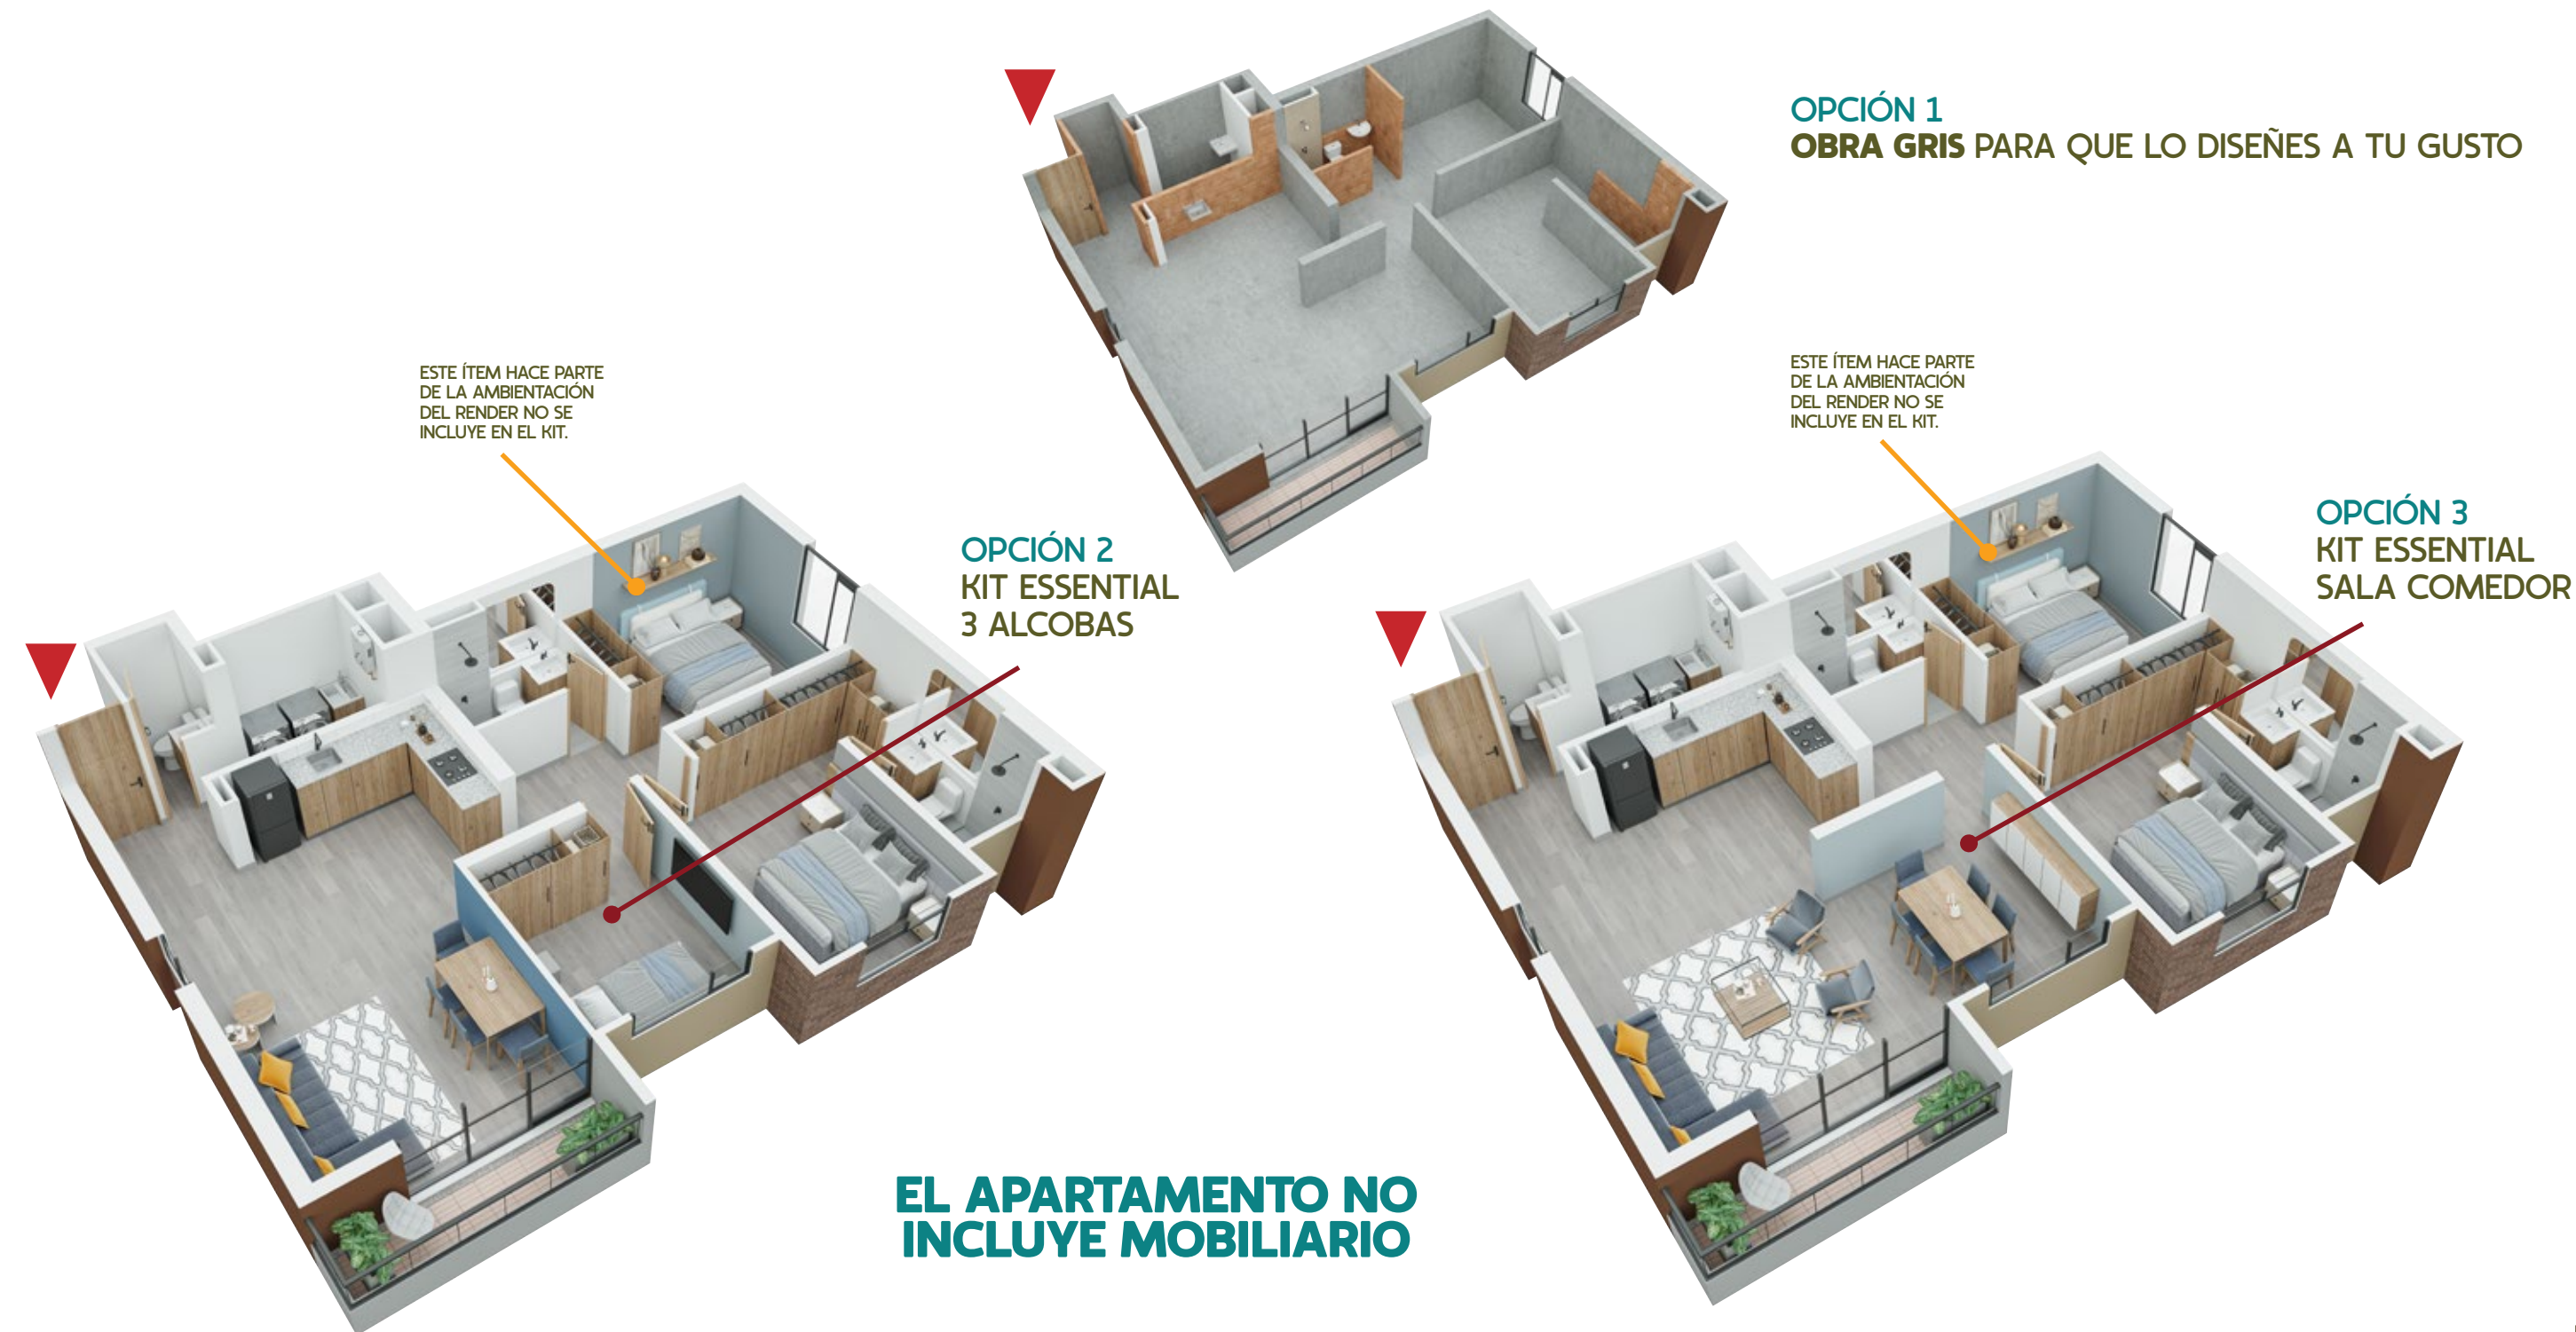 OPCIÓN 1
OBRA GRIS PARA QUE LO DISEÑES A TU GUSTO
ESTE ÍTEM HACE PARTE
DE LA AMBIENTACIÓN
DEL RENDER NO SE
INCLUYE EN EL KIT.
OPCIÓN 2
KIT ESSENTIAL
3 ALCOBAS
ESTE ÍTEM HACE PARTE
DE LA AMBIENTACIÓN
DEL RENDER NO SE
INCLUYE EN EL KIT.
OPCIÓN 3
KIT ESSENTIAL
SALA COMEDOR
EL APARTAMENTO NO
INCLUYE MOBILIARIO